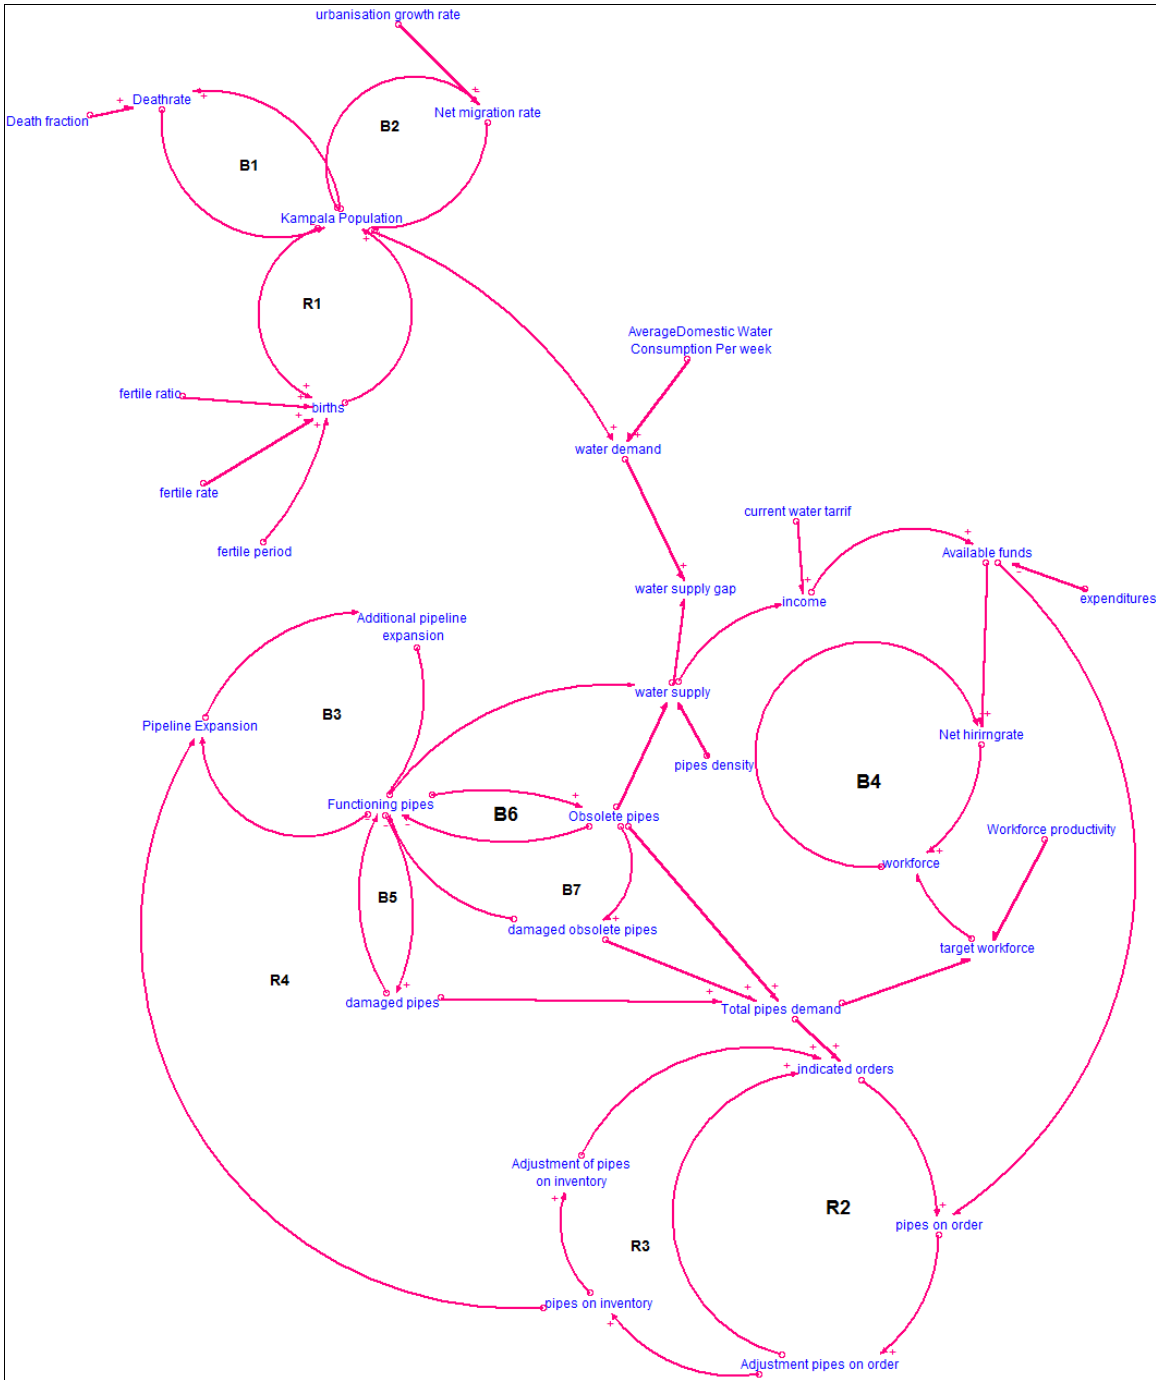 urbanisation growth rate
Deathrate
Death fraction
Net migration rate
B2
B1
Kampala Population
R1
AverageDomestic Water
Consumption Per week
fertile ratio
births
water demand
fertile rate
current water tarrif
fertile period
Available funds
water supply gap
income
expenditures
Additional pipeline
expansion
water supply
B3
Pipeline Expansion
Net hirirngrate
pipes density
B4
Functioning pipes
B6
Obsolete pipes
Workforce productivity
workforce
B7
B5
damaged obsolete pipes
target workforce
R4
damaged pipes
Total pipes demand
indicated orders
Adjustment of pipes
on inventory
R2
pipes on order
R3
pipes on inventory
Adjustment pipes on order